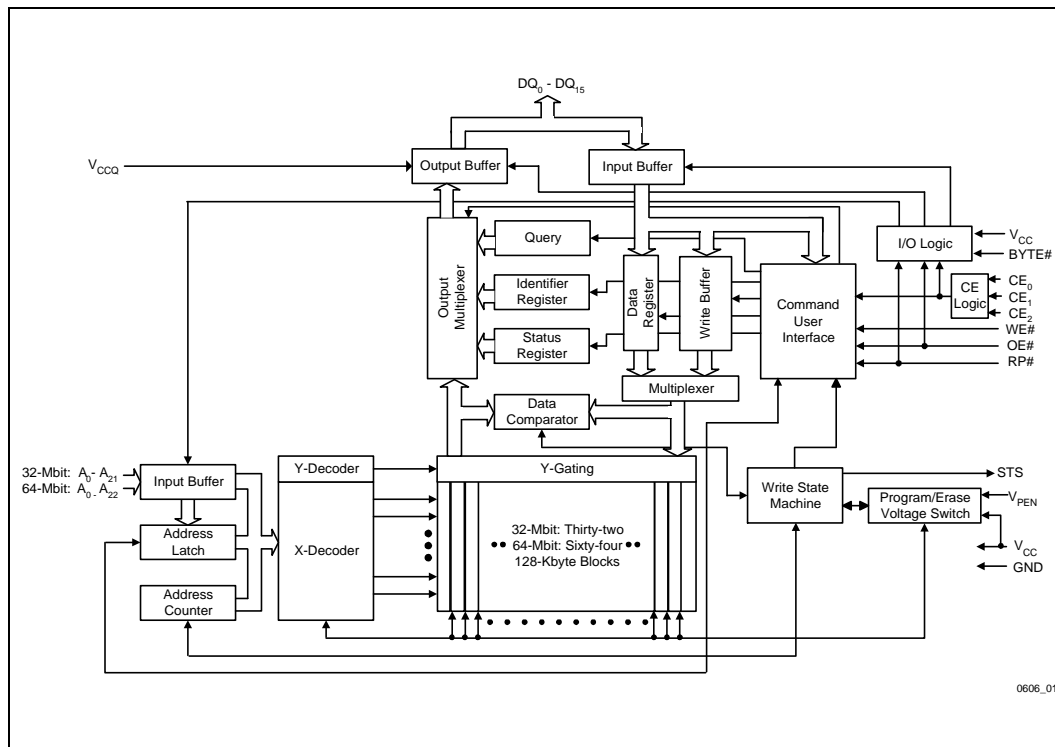 DQ0 - DQ15
VCCQ
Output Buffer
Input Buffer
Output
Multiplexer
Query
Identifier
Register
Status
Register
Data
Register
Write Buffer
Command
User
Interface
I/O Logic
VCC
BYTE#
CE
Logic
CE0
CE1
CE2
WE#
OE#
RP#
Multiplexer
Data
Comparator
32-Mbit: A0- A21
64-Mbit: A0 - A22
Input Buffer
Address
Latch
Address
Counter
Y-Decoder
X-Decoder
Y-Gating
32-Mbit: Thirty-two
64-Mbit: Sixty-four
128-Kbyte Blocks
Write State
Machine
STS
Program/Erase
Voltage Switch
VPEN
VCC
GND
0606_01